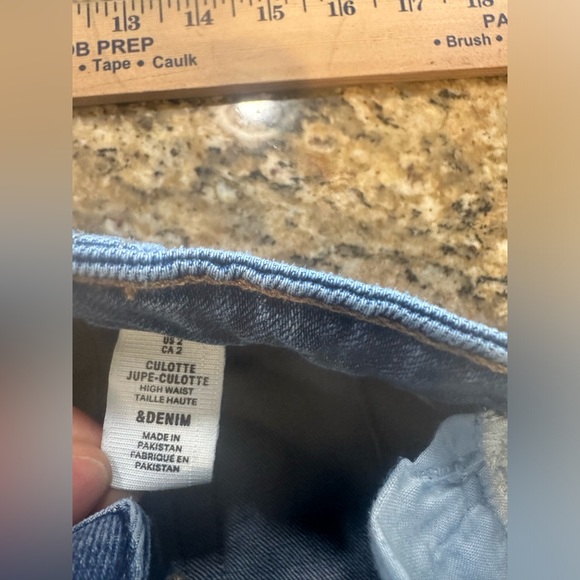 13 14 15 16 17 18
OB PREP
PA
• Tape • Caulk
• Brush •
US 2
CA 2
CULOTTE
JUPE-CULOTTE
HIGH WAIST
TAILLE HAUTE
&DENIM
MADE IN
PAKISTAN
FABRIQUÉ EN
PAKISTAN